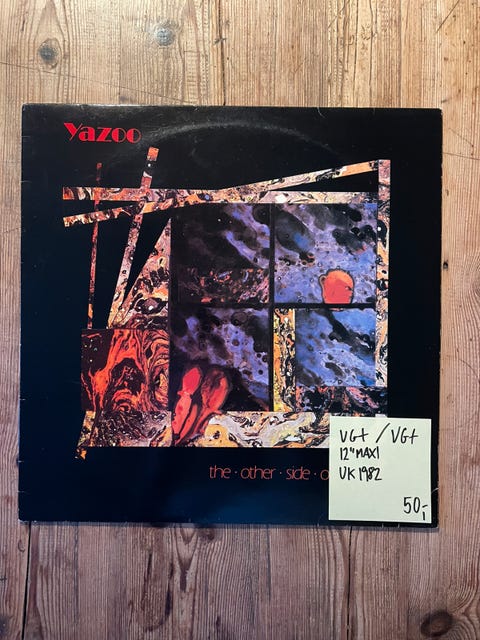 Yazoo
the · other · side · o
VG+ / VG+
12" MAXI
UK 1982
50,-